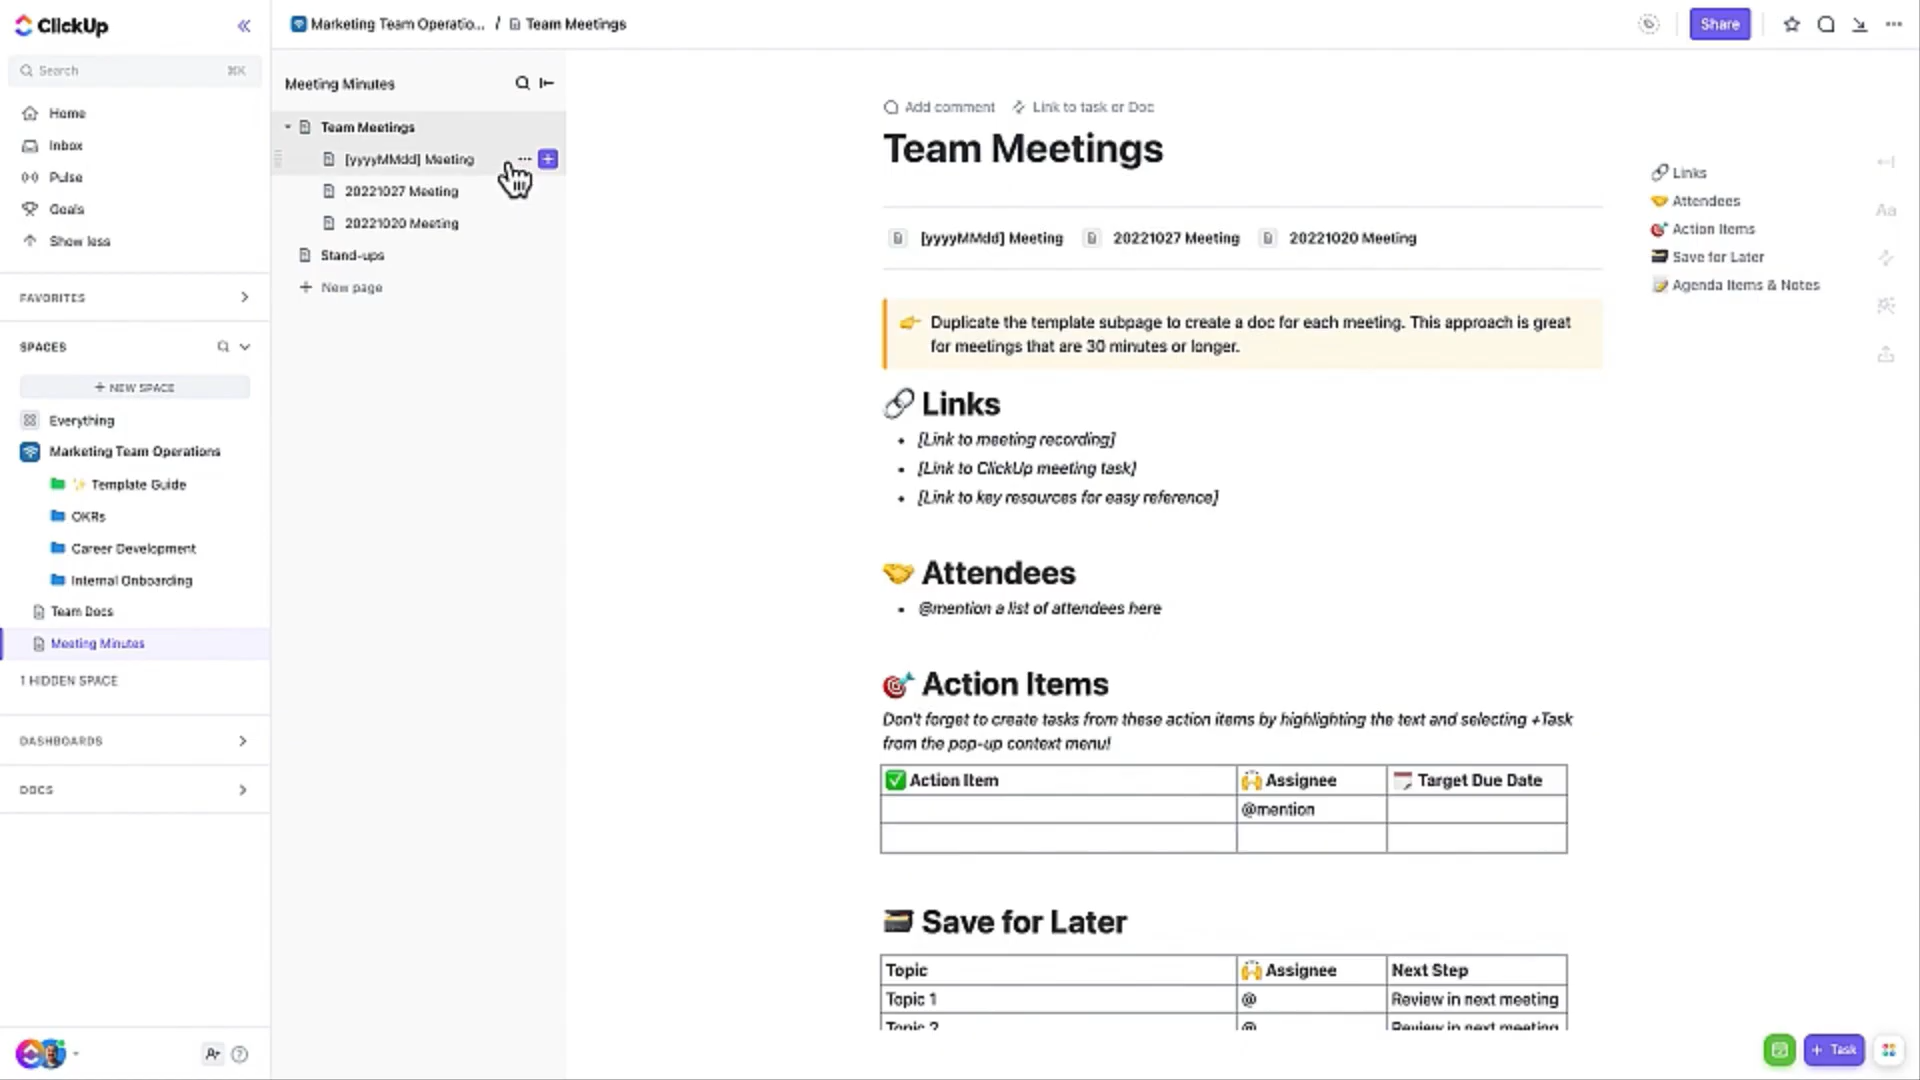 ClickUp
Search
⌘K
Home
Inbox
Pulse
Goals
Show less
FAVORITES
SPACES
+ NEW SPACE
Everything
Marketing Team Operations
Template Guide
OKRs
Career Development
Internal Onboarding
Team Docs
Meeting Minutes
1 HIDDEN SPACE
DASHBOARDS
DOCS
Marketing Team Operatio... / Team Meetings
Share
Meeting Minutes
Team Meetings
[yyyyMMdd] Meeting
20221027 Meeting
20221020 Meeting
Stand-ups
+ New page
Add comment Link to task or Doc
Team Meetings
[yyyyMMdd] Meeting 20221027 Meeting 20221020 Meeting
Duplicate the template subpage to create a doc for each meeting. This approach is great
for meetings that are 30 minutes or longer.
Links
• [Link to meeting recording]
• [Link to ClickUp meeting task]
• [Link to key resources for easy reference]
Attendees
• @mention a list of attendees here
Action Items
Don't forget to create tasks from these action items by highlighting the text and selecting +Task
from the pop-up context menu!
Action Item Assignee Target Due Date
@mention
Save for Later
Topic Assignee Next Step
Topic 1 @ Review in next meeting
Topic 2 @ Review in next meeting
Links
Attendees
Action Items
Save for Later
Agenda Items & Notes
Aa
+ Task